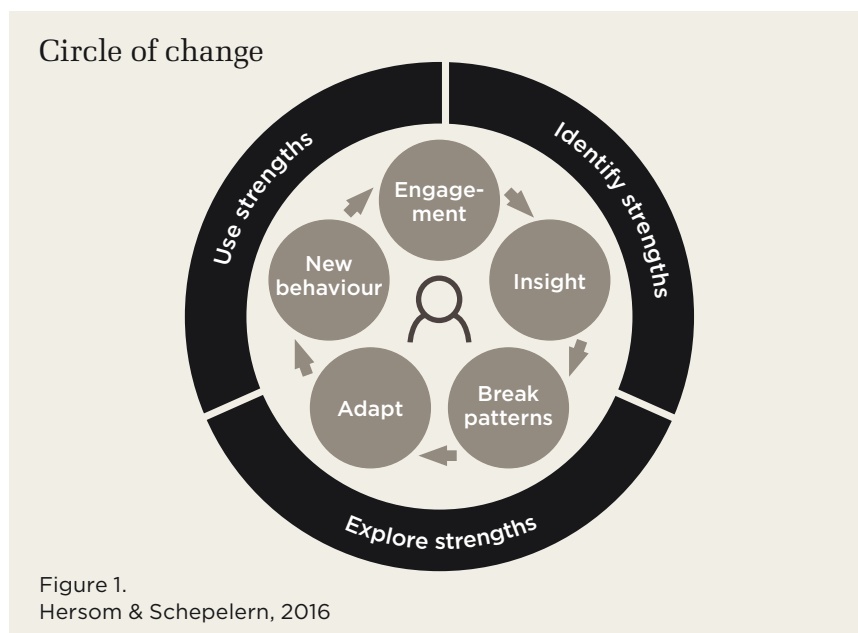 Circle of change
Use strengths
Identify strengths
Engage-
ment
New
behaviour
Insight
Adapt
Break
patterns
Explore strengths
Figure 1.
Hersom & Schepelern, 2016